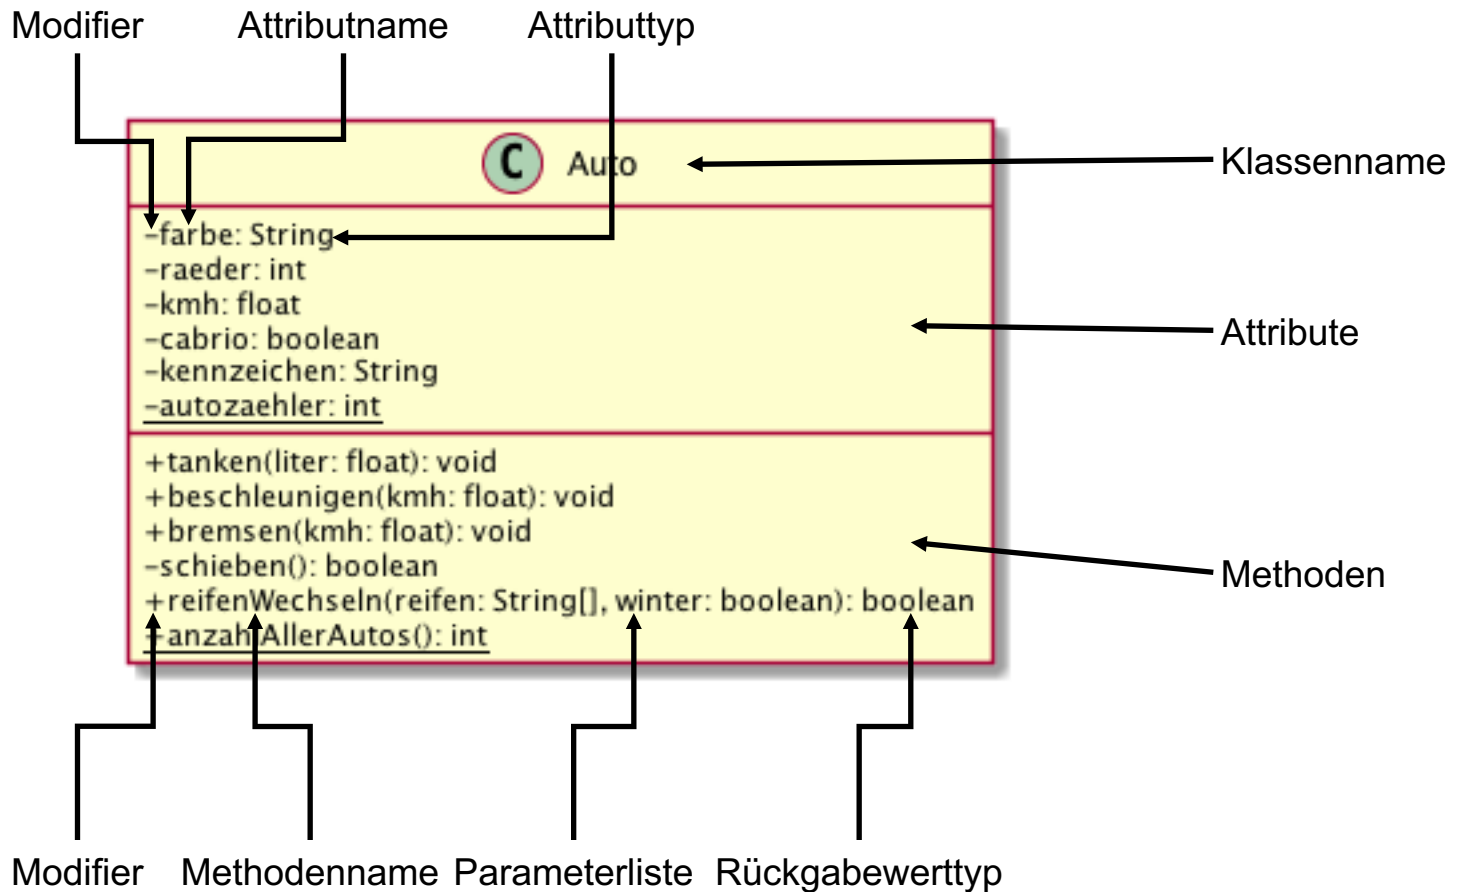 Modifier Attributname Attributtyp
C Auto
Klassenname
-farbe: String
-raeder: int
-kmh: float
-cabrio: boolean
-kennzeichen: String
-autozaehler: int
Attribute
+tanken(liter: float): void
+beschleunigen(kmh: float): void
+bremsen(kmh: float): void
-schieben(): boolean
+reifenWechseln(reifen: String[], winter: boolean): boolean
+anzahlAllerAutos(): int
Methoden
Modifier Methodenname Parameterliste Rückgabewerttyp